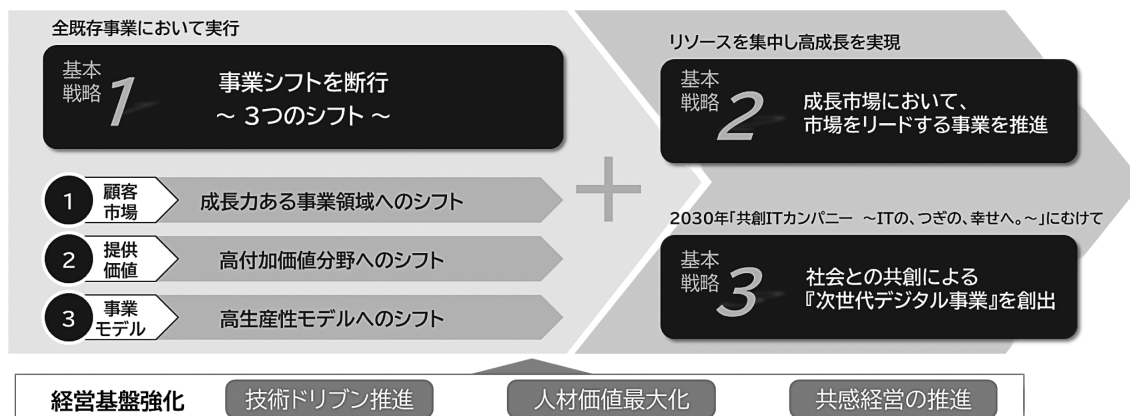 全既存事業において実行
基本
戦略
1
事業シフトを断行
~ 3つのシフト ~
1
顧客
市場
成長力ある事業領域へのシフト
2
提供
価値
高付加価値分野へのシフト
3
事業
モデル
高生産性モデルへのシフト
+
リソースを集中し高成長を実現
基本
戦略
2
成長市場において、
市場をリードする事業を推進
2030年「共創ITカンパニー ~ITの、つぎの、幸せへ。~」にむけて
基本
戦略
3
社会との共創による
『次世代デジタル事業』を創出
経営基盤強化 技術ドリブン推進 人材価値最大化 共感経営の推進